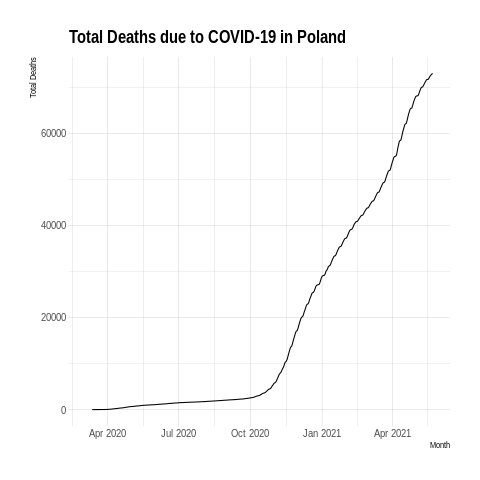 Total Deaths due to COVID-19 in Poland
Total Deaths
60000
40000
20000
0
Apr 2020 Jul 2020 Oct 2020 Jan 2021 Apr 2021
Month